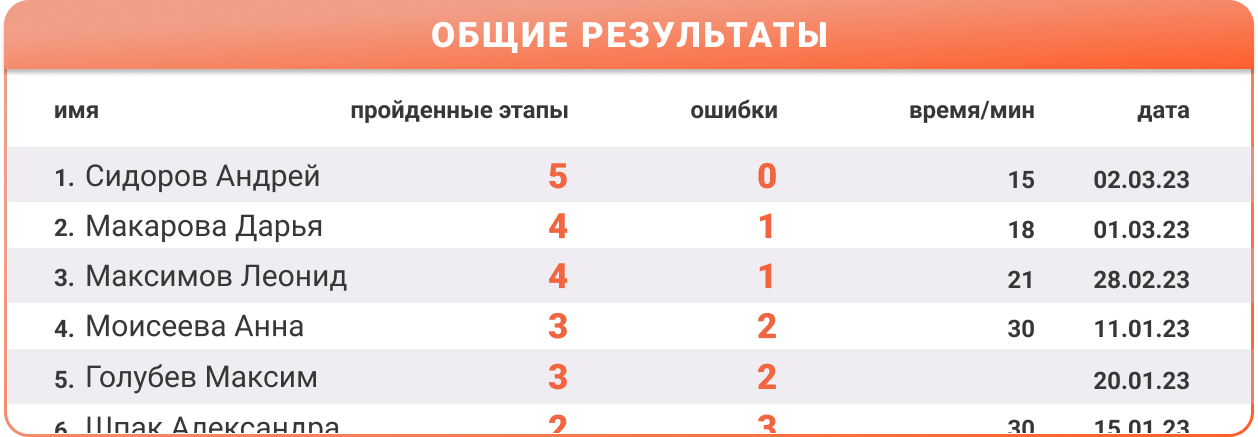 ОБЩИЕ РЕЗУЛЬТАТЫ
имя пройденные этапы ошибки время/мин дата
1. Сидоров Андрей 5 0 15 02.03.23
2. Макарова Дарья 4 1 18 01.03.23
3. Максимов Леонид 4 1 21 28.02.23
4. Моисеева Анна 3 2 30 11.01.23
5. Голубев Максим 3 2 20.01.23
6. Шпак Александра 2 3 30 15.01.23